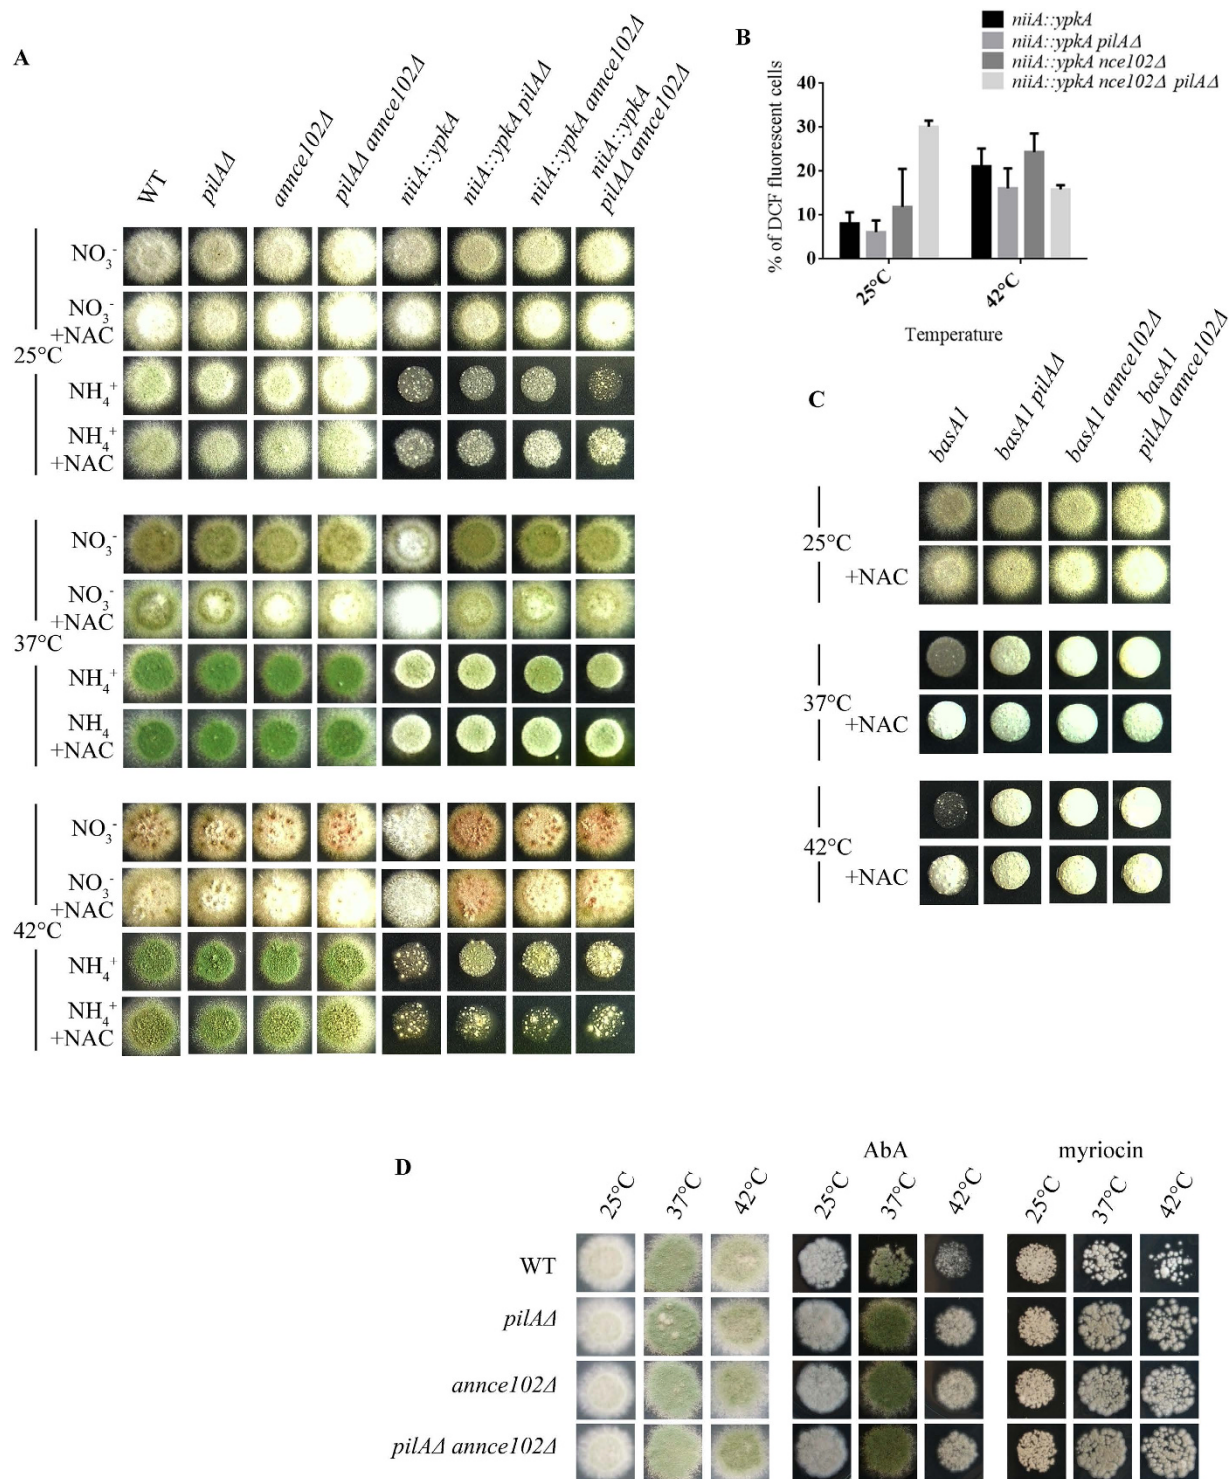 A
WT
pilAΔ
annce102Δ
pilAΔ annce102Δ
niiA::ypkA
niiA::ypkA pilAΔ
niiA::ypkA annce102Δ
niiA::ypkA
pilAΔ annce102Δ
25°C
NO₃⁻
NO₃⁻
+NAC
NH₄⁺
NH₄⁺
+NAC
37°C
NO₃⁻
NO₃⁻
+NAC
NH₄⁺
NH₄
+NAC
42°C
NO₃⁻
NO₃⁻
+NAC
NH₄⁺
NH₄⁺
+NAC
B
niiA::ypkA
niiA::ypkA pilAΔ
niiA::ypkA nce102Δ
niiA::ypkA nce102Δ pilAΔ
% of DCF fluorescent cells
40
30
20
10
0
25°C
42°C
Temperature
C
basA1
basA1 pilAΔ
basA1 annce102Δ
basA1
pilAΔ annce102Δ
25°C
+NAC
37°C
+NAC
42°C
+NAC
D
AbA
myriocin
25°C 37°C 42°C 25°C 37°C 42°C 25°C 37°C 42°C
WT
pilAΔ
annce102Δ
pilAΔ annce102Δ